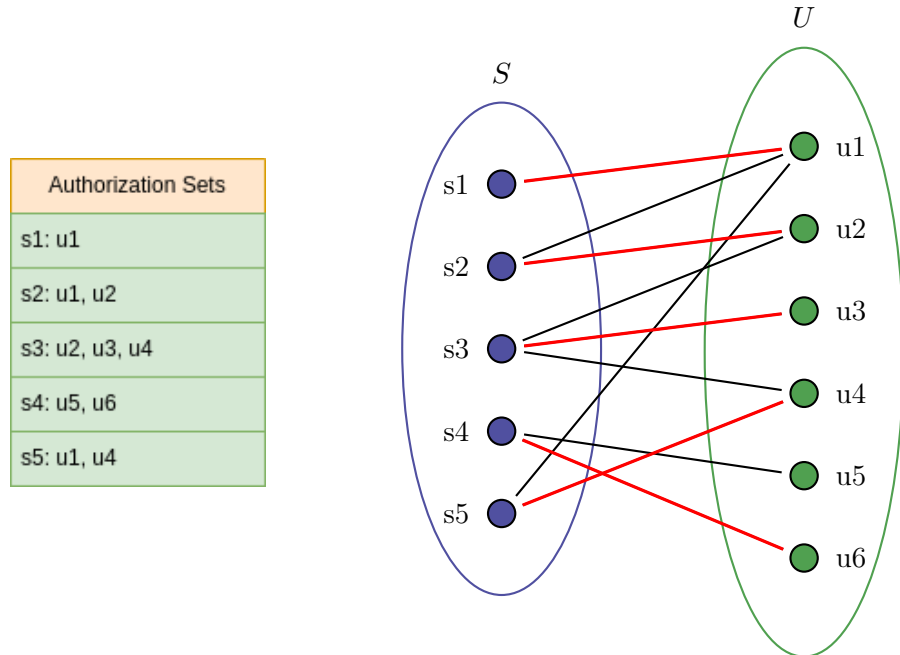 Authorization Sets
s1: u1
s2: u1, u2
s3: u2, u3, u4
s4: u5, u6
s5: u1, u4
S
s1
s2
s3
s4
s5
U
u1
u2
u3
u4
u5
u6